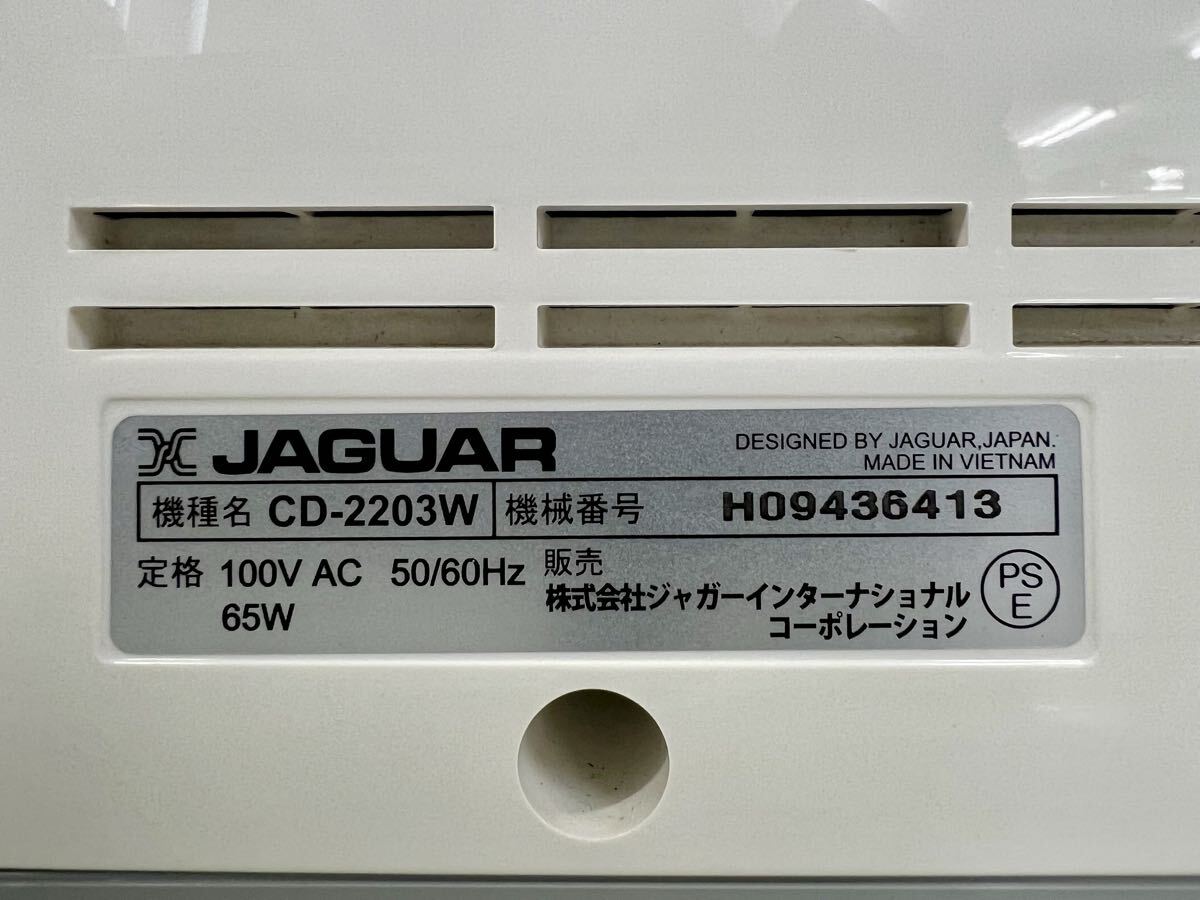 JAGUAR
DESIGNED BY JAGUAR,JAPAN.
MADE IN VIETNAM
機種名 CD-2203W 機械番号 H09436413
定格 100V AC 50/60Hz
65W
販売
株式会社ジャガーインターナショナル
コーポレーション
PS
E